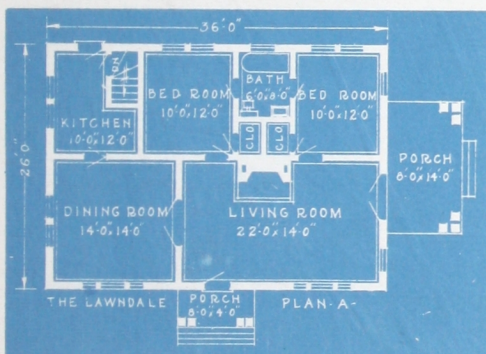 36'-0"
26'-0"
DN
KITCHEN
10'-0"x12'-0"
BED ROOM
10'-0"x12'-0"
BATH
6'-0"x8'-0"
BED ROOM
10'-0"x12'-0"
CLO
CLO
PORCH
8'-0"x14'-0"
DINING ROOM
14'-0"x14'-0"
LIVING ROOM
22'-0"x14'-0"
THE LAWNDALE
PORCH
8'-0"x4'-0"
PLAN-A-